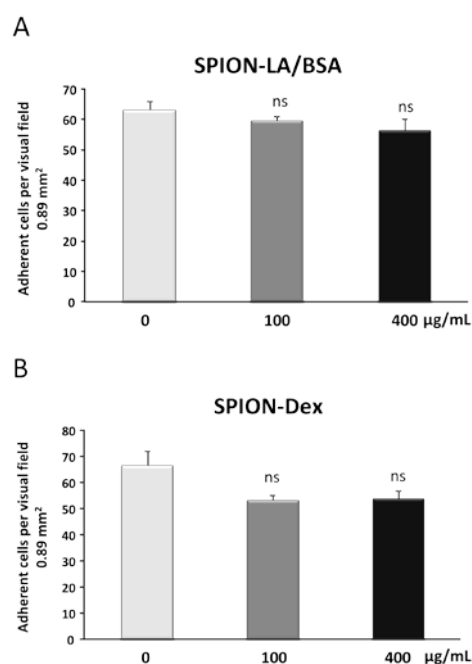 A
SPION-LA/BSA
Adherent cells per visual field
0.89 mm²
70
60
50
40
30
20
10
0
ns
ns
0 100 400 µg/mL
B
SPION-Dex
Adherent cells per visual field
0.89 mm²
80
70
60
50
40
30
20
10
0
ns
ns
0 100 400 µg/mL